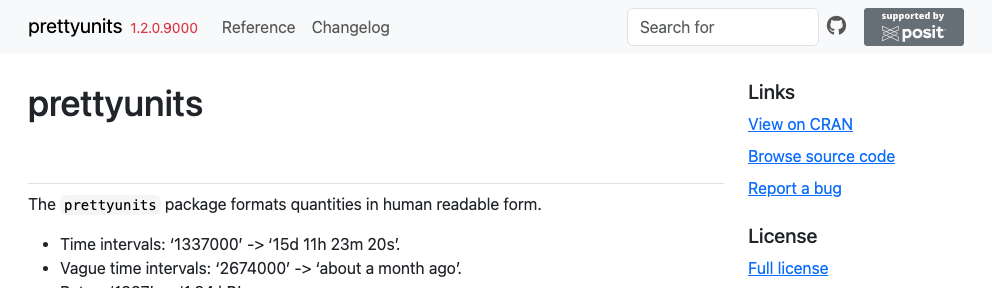 prettyunits 1.2.0.9000 Reference Changelog Search for supported by posit
prettyunits
The prettyunits package formats quantities in human readable form.
• Time intervals: ‘1337000’ -> ‘15d 11h 23m 20s’.
• Vague time intervals: ‘2674000’ -> ‘about a month ago’.
Links
View on CRAN
Browse source code
Report a bug
License
Full license